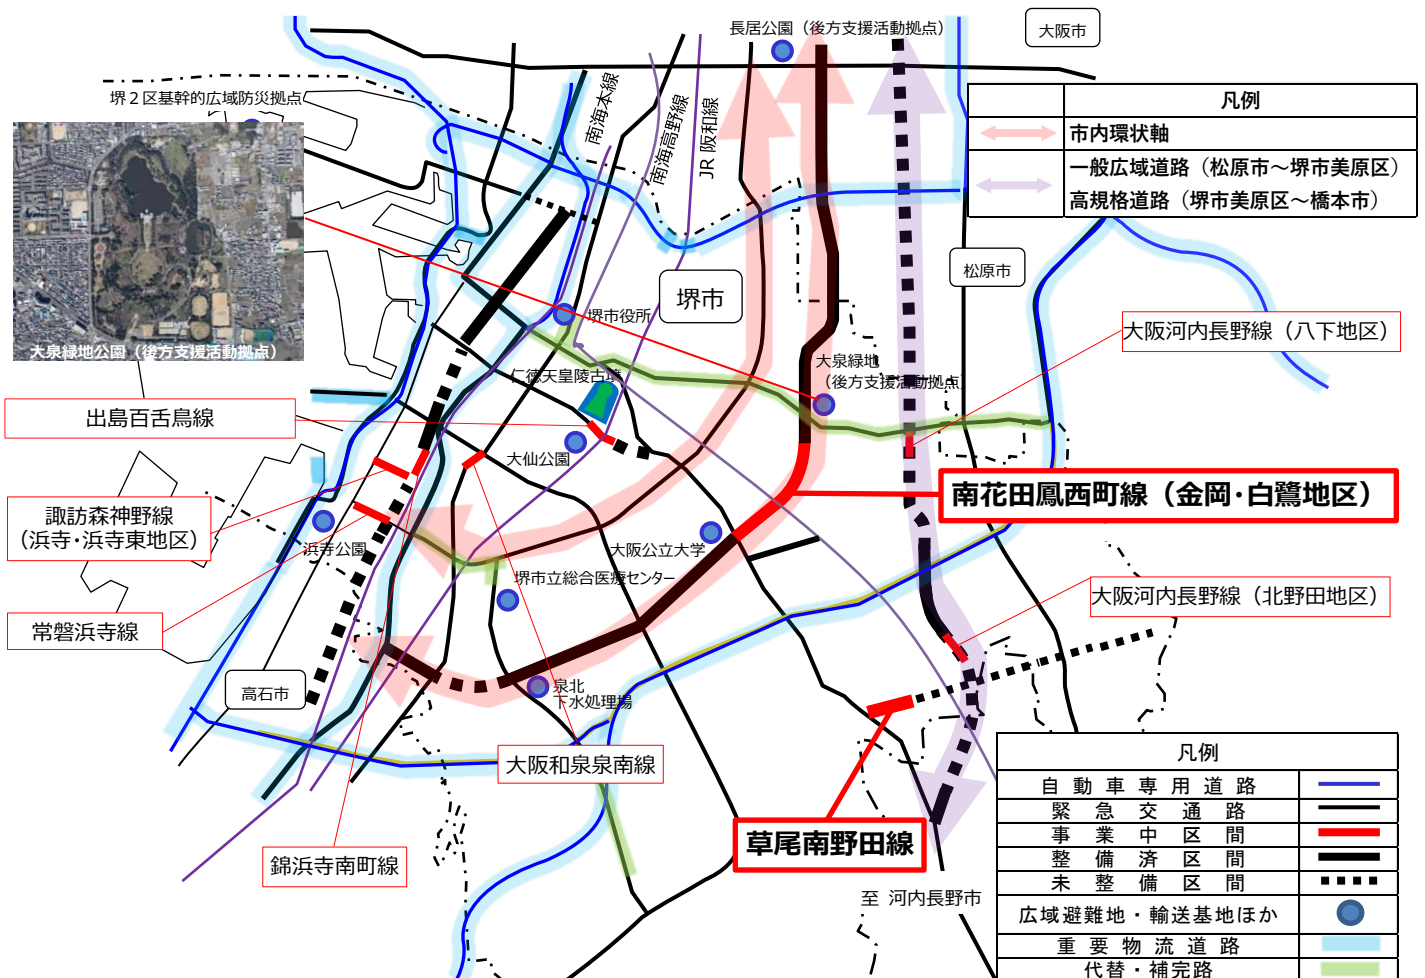 長居公園（後方支援活動拠点）
大阪市
堺２区基幹的広域防災拠点
南海本線
南海高野線
JR 阪和線
凡例
市内環状軸
一般広域道路（松原市～堺市美原区）
高規格道路（堺市美原区～橋本市）
松原市
堺市
堺市役所
大阪河内長野線（八下地区）
大泉緑地公園（後方支援活動拠点）
大泉緑地
（後方支援活動拠点）
仁徳天皇陵古墳
出島百舌鳥線
大仙公園
南花田鳳西町線（金岡･白鷺地区）
諏訪森神野線
（浜寺･浜寺東地区）
浜寺公園
大阪公立大学
堺市立総合医療センター
大阪河内長野線（北野田地区）
常磐浜寺線
高石市
泉北
下水処理場
大阪和泉泉南線
草尾南野田線
錦浜寺南町線
至 河内長野市
凡例
自動車専用道路
緊急交通路
事業中区間
整備済区間
未整備区間
広域避難地・輸送基地ほか
重要物流道路
代替・補完路